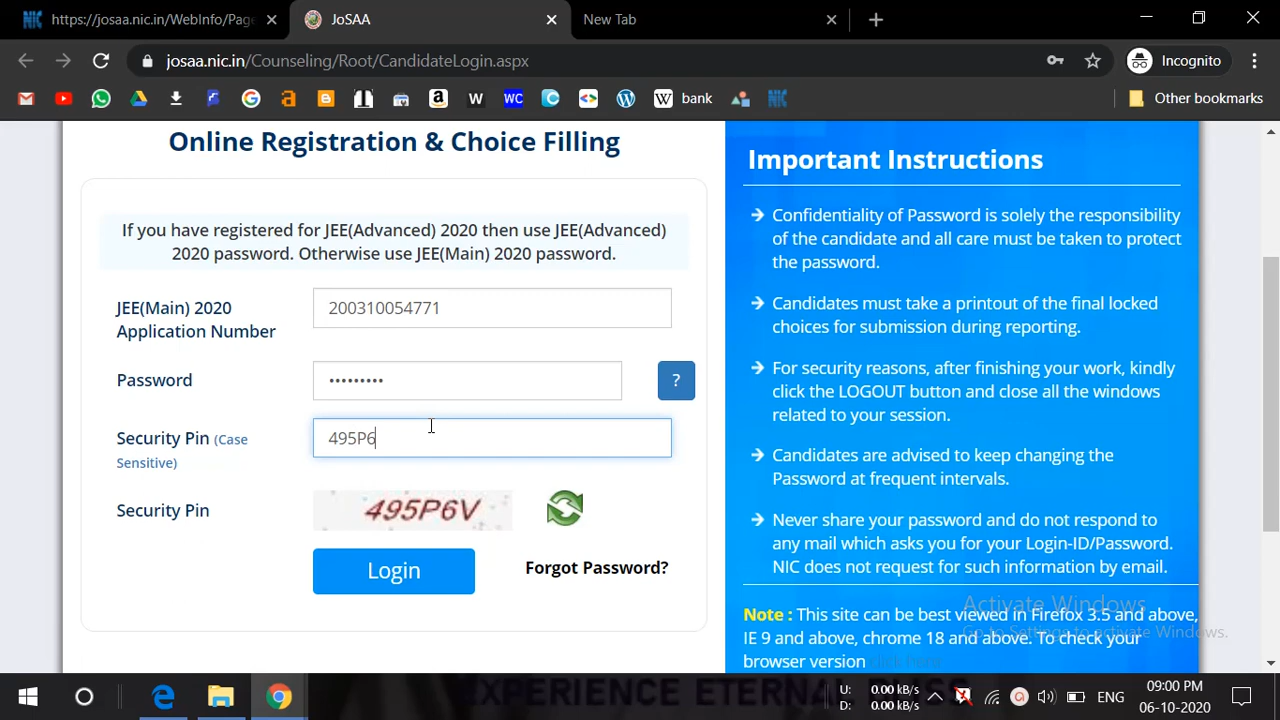 https://josaa.nic.in/WebInfo/Page
JoSAA
New Tab
josaa.nic.in/Counseling/Root/CandidateLogin.aspx
Incognito
bank
Other bookmarks
Online Registration & Choice Filling
If you have registered for JEE(Advanced) 2020 then use JEE(Advanced)
2020 password. Otherwise use JEE(Main) 2020 password.
JEE(Main) 2020
Application Number
200310054771
Password
•••••••••
?
Security Pin (Case
Sensitive)
495P6
Security Pin
495P6V
Login
Forgot Password?
Important Instructions
Confidentiality of Password is solely the responsibility
of the candidate and all care must be taken to protect
the password.
Candidates must take a printout of the final locked
choices for submission during reporting.
For security reasons, after finishing your work, kindly
click the LOGOUT button and close all the windows
related to your session.
Candidates are advised to keep changing the
Password at frequent intervals.
Never share your password and do not respond to
any mail which asks you for your Login-ID/Password.
NIC does not request for such information by email.
Note : This site can be best viewed in Firefox 3.5 and above,
IE 9 and above, chrome 18 and above. To check your
browser version click here
Activate Windows
Go to Settings to activate Windows.
EXPERIENCE ETERNAL
U: 0.00 kB/s
D: 0.00 kB/s
ENG
09:00 PM
06-10-2020